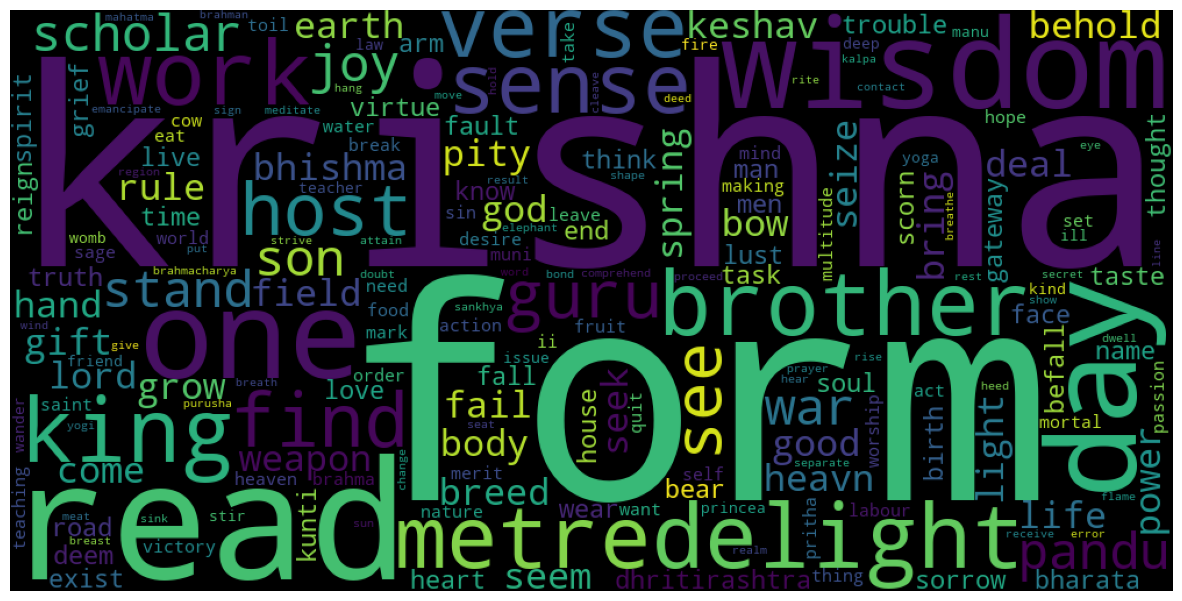 krishna
form
read
wisdom
verse
one
day
brother
find
king
work
sense
host
stand
guru
metre
delight
joy
scholar
earth
keshav
behold
trouble
manu
mahatma
brahman
toil
law
arm
take
fire
deep
kalpa
rite
contact
spirit
grief
reign
emancipate
hang
sign
meditate
move
hold
cleave
deed
cow
eat
virtue
water
break
fault
pity
spring
think
mind
man
men
making
seize
yoga
scorn
bring
breathe
deal
hope
eye
set
ill
thought
line
live
rule
time
region
bhishma
teacher
know
result
shape
sin
god
leave
end
desire
elephant
muni
bow
lust
task
multitude
gateway
womb
sage
world
put
son
strive
attain
truth
brahmacharya
doubt
need
bond
word
comprehend
proceed
rest
secret
kind
show
taste
hand
field
food
sankhya
mark
action
ii
fruit
face
wind
give
gift
friend
breath
order
issue
fall
see
prayer
hear
rise
soul
act
heed
dwell
name
befall
passion
lord
grow
love
saint
purusha
yogi
wander
seat
quit
fail
house
seek
war
good
worship
birth
light
mortal
power
come
weapon
body
heaven
brahma
change
merit
self
separate
heavn
bear
breed
teaching
meat
sink
stir
kunti
sun
road
breast
nature
wear
want
princea
pritha
labour
life
flame
receive
error
deem
victory
realm
pandu
exist
heart
seem
dhritirashtra
thing
sorrow
bharata